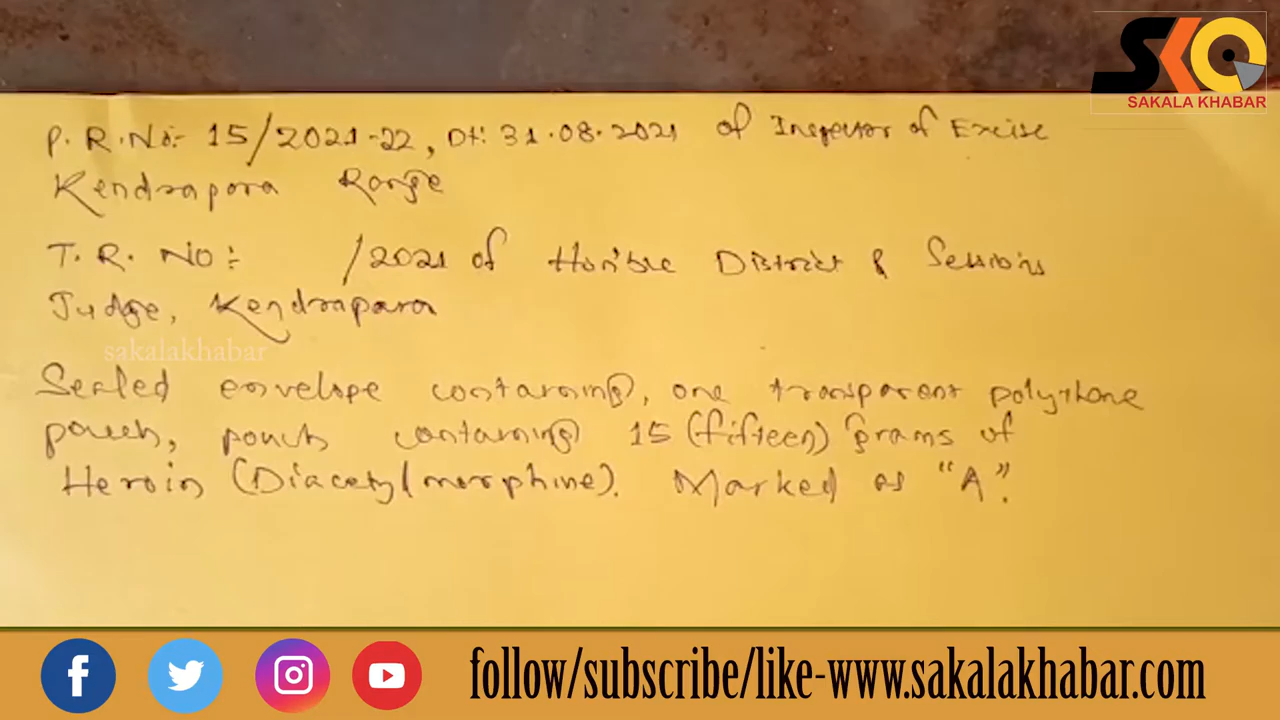 SKQ
SAKALA KHABAR
P. R. No:- 15/2021-22, Dt: 31.08.2021 of Inspector of Excise
Kendrapara Range
T. R. No:- /2021 of Hon'ble District & Sessions
Judge, Kendrapara
sakalakhabar
Sealed envelope containing, one transparent polythene
pouch, pouch containing 15 (fifteen) grams of
Heroin (Diacetylmorphine). Marked as "A".
follow/subscribe/like-www.sakalakhabar.com